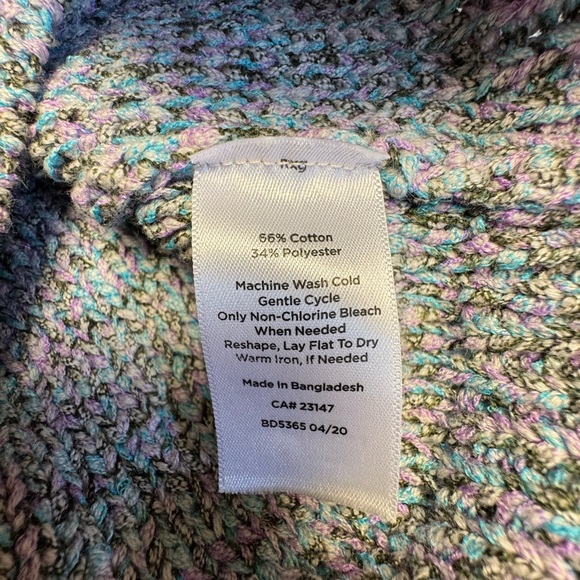 66% Cotton
34% Polyester
Machine Wash Cold
Gentle Cycle
Only Non-Chlorine Bleach
When Needed
Reshape, Lay Flat To Dry
Warm Iron, If Needed
Made In Bangladesh
CA# 23147
BD5365 04/20